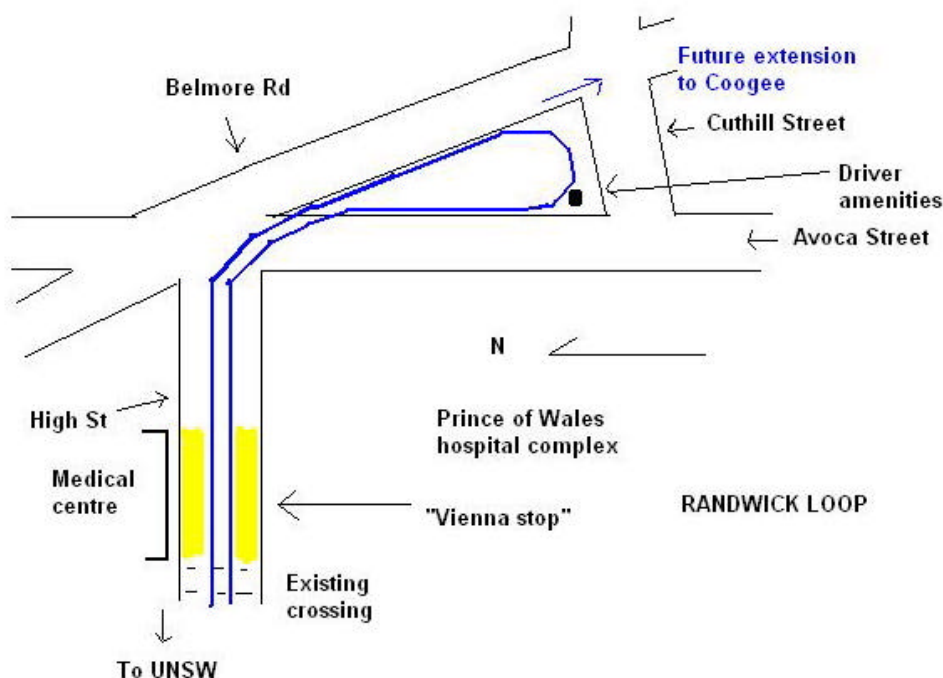 Future extension
to Coogee
Belmore Rd
Cuthill Street
Driver
amenities
Avoca Street
N
High St
Prince of Wales
hospital complex
Medical
centre
"Vienna stop"
RANDWICK LOOP
Existing
crossing
To UNSW